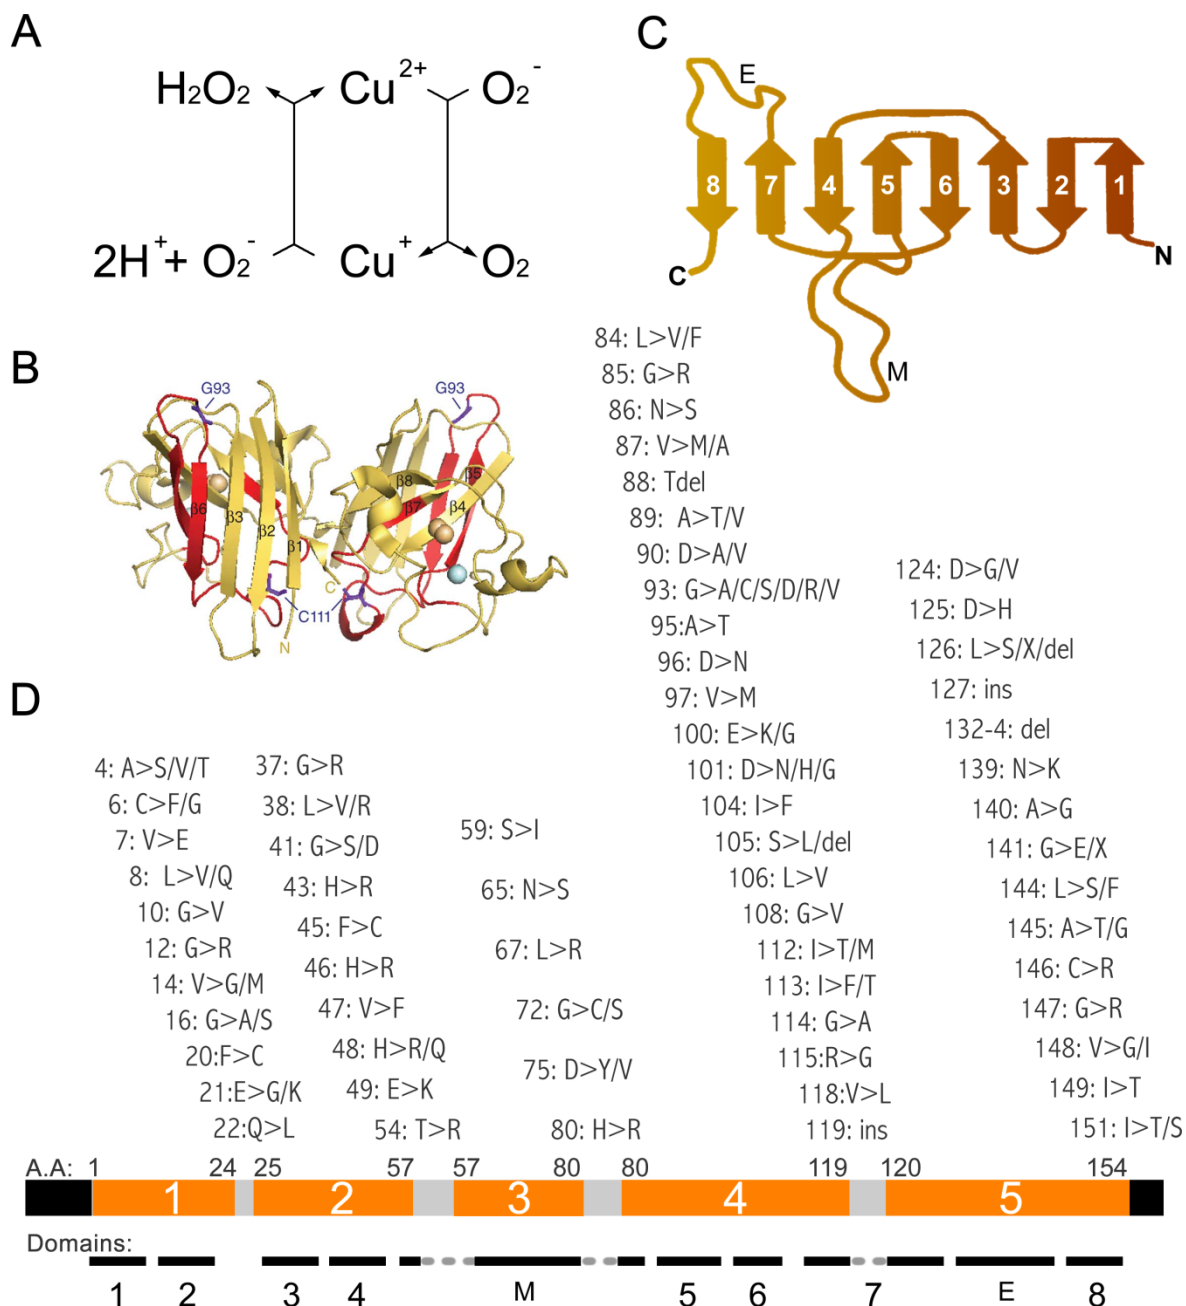 A
H2O2 Cu2+ O2-
2H++ O2- Cu+ O2
C
E
8 7 4 5 6 3 2 1
C N
M
B
G93 G93
β6 β3 β2 β1 β8 β7 β4 β5
C111
N C
84: L>V/F
85: G>R
86: N>S
87: V>M/A
88: Tdel
89: A>T/V
90: D>A/V
93: G>A/C/S/D/R/V
95:A>T
96: D>N
97: V>M
100: E>K/G
101: D>N/H/G
104: I>F
105: S>L/del
106: L>V
108: G>V
112: I>T/M
113: I>F/T
114: G>A
115:R>G
118:V>L
119: ins
124: D>G/V
125: D>H
126: L>S/X/del
127: ins
132-4: del
139: N>K
140: A>G
141: G>E/X
144: L>S/F
145: A>T/G
146: C>R
147: G>R
148: V>G/I
149: I>T
151: I>T/S
D
4: A>S/V/T
6: C>F/G
7: V>E
8: L>V/Q
10: G>V
12: G>R
14: V>G/M
16: G>A/S
20:F>C
21:E>G/K
22:Q>L
37: G>R
38: L>V/R
41: G>S/D
43: H>R
45: F>C
46: H>R
47: V>F
48: H>R/Q
49: E>K
54: T>R
59: S>I
65: N>S
67: L>R
72: G>C/S
75: D>Y/V
80: H>R
A.A: 1 24 25 57 57 80 80 119 120 154
1 2 3 4 5
Domains:
1 2 3 4 M 5 6 7 E 8